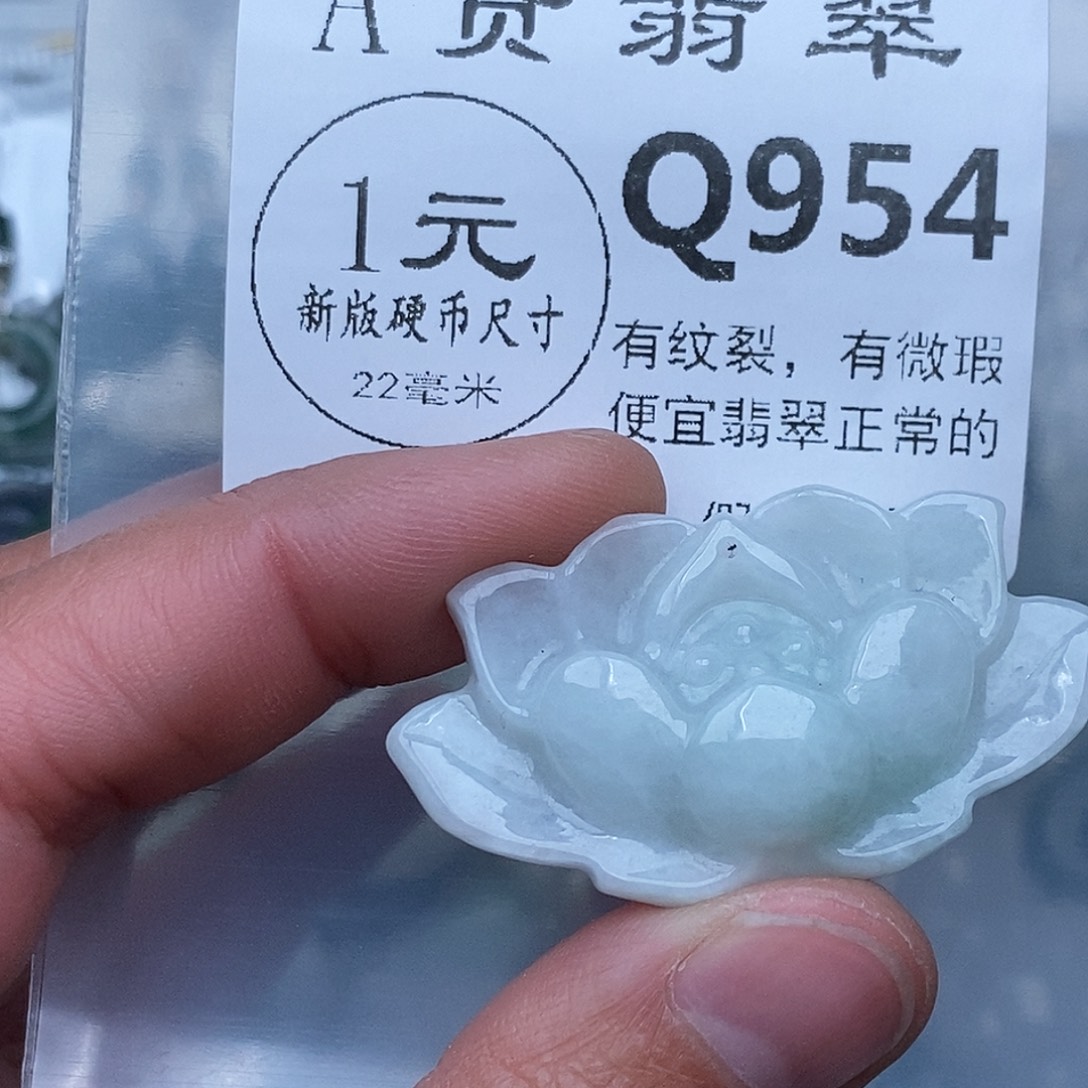 A货翡翠
1元
新版硬币尺寸
22毫米
Q954
有纹裂，有微瑕
便宜翡翠正常的